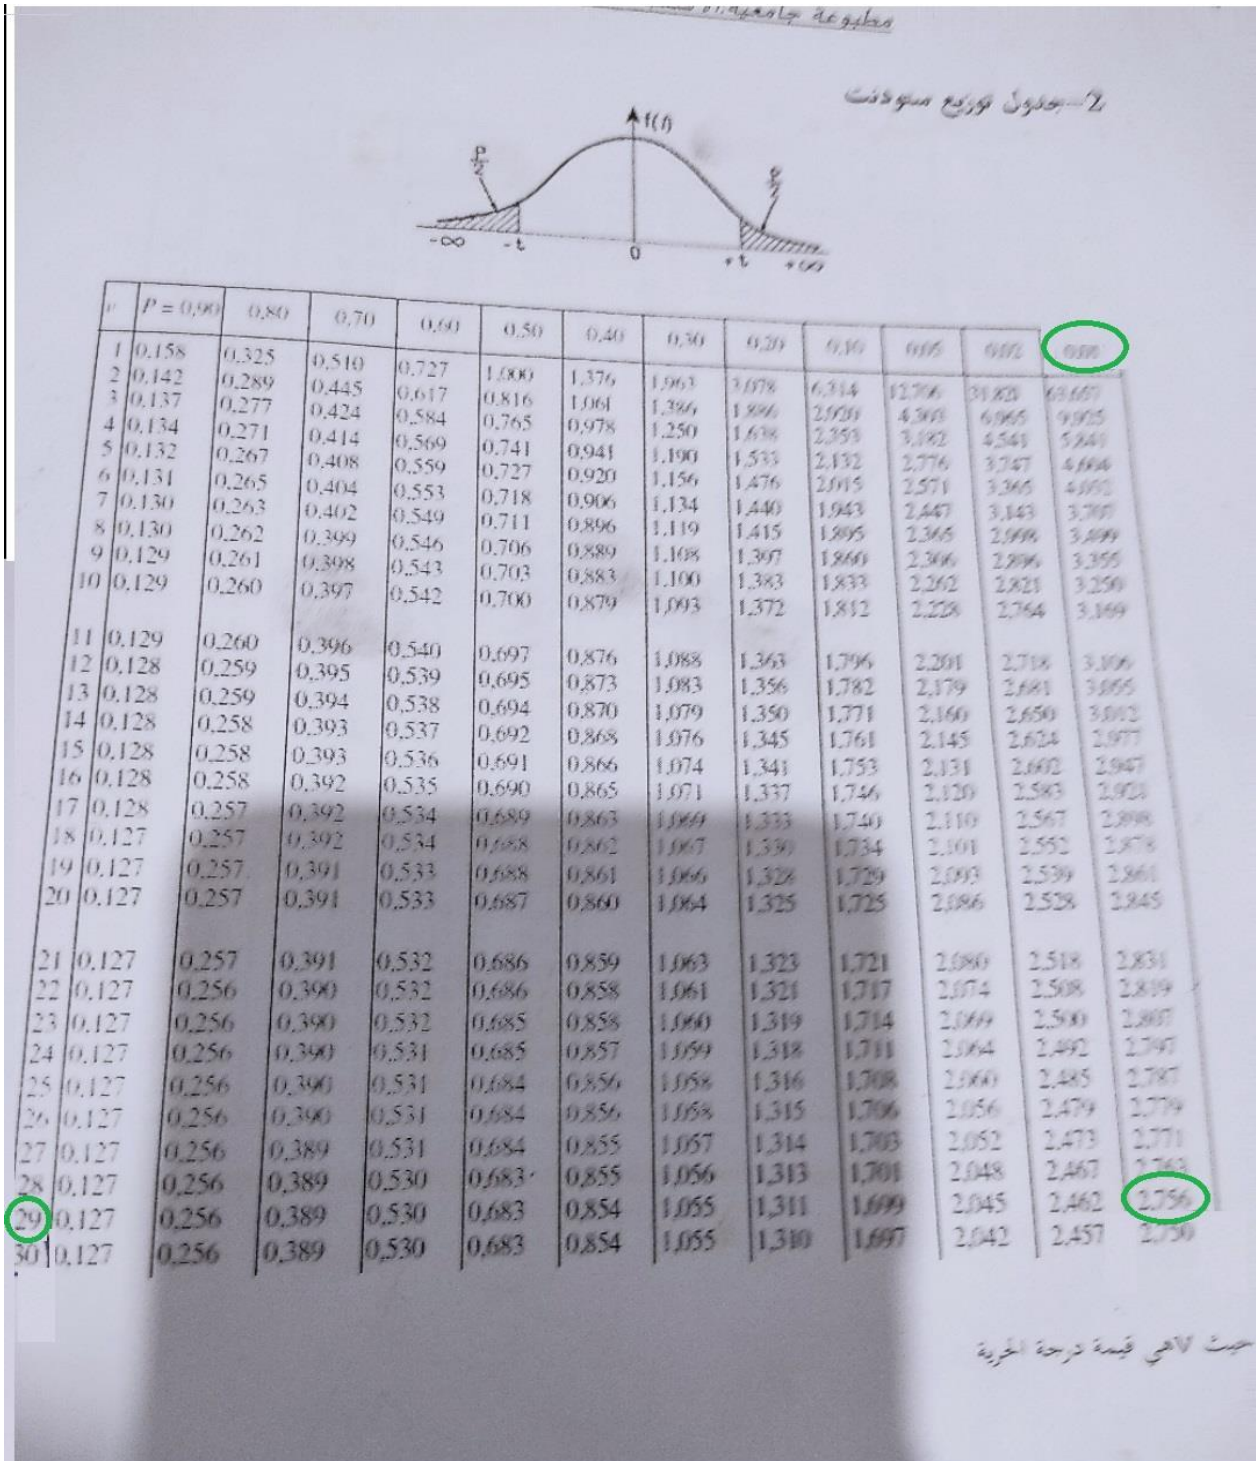 مطبوعة جامعية
2-جدول توزيع ستودنت
f(t)
P/2
P/2
-∞ -t 0 +t +∞
ν P = 0,90 0,80 0,70 0,60 0,50 0,40 0,30 0,20 0,10 0,05 0,02
1 0,158 0,325 0,510 0,727 1,000 1,376 1,963 3,078 6,314 12,706 31,821 63,657
2 0,142 0,289 0,445 0,617 0,816 1,061 1,386 1,886 2,920 4,303 6,965 9,925
3 0,137 0,277 0,424 0,584 0,765 0,978 1,250 1,638 2,353 3,182 4,541 5,841
4 0,134 0,271 0,414 0,569 0,741 0,941 1,190 1,533 2,132 2,776 3,747 4,604
5 0,132 0,267 0,408 0,559 0,727 0,920 1,156 1,476 2,015 2,571 3,365 4,032
6 0,131 0,265 0,404 0,553 0,718 0,906 1,134 1,440 1,943 2,447 3,143 3,707
7 0,130 0,263 0,402 0,549 0,711 0,896 1,119 1,415 1,895 2,365 2,998 3,499
8 0,130 0,262 0,399 0,546 0,706 0,889 1,108 1,397 1,860 2,306 2,896 3,355
9 0,129 0,261 0,398 0,543 0,703 0,883 1,100 1,383 1,833 2,262 2,821 3,250
10 0,129 0,260 0,397 0,542 0,700 0,879 1,093 1,372 1,812 2,228 2,764 3,169
11 0,129 0,260 0,396 0,540 0,697 0,876 1,088 1,363 1,796 2,201 2,718 3,106
12 0,128 0,259 0,395 0,539 0,695 0,873 1,083 1,356 1,782 2,179 2,681 3,055
13 0,128 0,259 0,394 0,538 0,694 0,870 1,079 1,350 1,771 2,160 2,650 3,012
14 0,128 0,258 0,393 0,537 0,692 0,868 1,076 1,345 1,761 2,145 2,624 2,977
15 0,128 0,258 0,393 0,536 0,691 0,866 1,074 1,341 1,753 2,131 2,602 2,947
16 0,128 0,258 0,392 0,535 0,690 0,865 1,071 1,337 1,746 2,120 2,583 2,921
17 0,128 0,257 0,392 0,534 0,689 0,863 1,069 1,333 1,740 2,110 2,567 2,898
18 0,127 0,257 0,392 0,534 0,688 0,862 1,067 1,330 1,734 2,101 2,552 2,878
19 0,127 0,257 0,391 0,533 0,688 0,861 1,066 1,328 1,729 2,093 2,539 2,861
20 0,127 0,257 0,391 0,533 0,687 0,860 1,064 1,325 1,725 2,086 2,528 2,845
21 0,127 0,257 0,391 0,532 0,686 0,859 1,063 1,323 1,721 2,080 2,518 2,831
22 0,127 0,256 0,390 0,532 0,686 0,858 1,061 1,321 1,717 2,074 2,508 2,819
23 0,127 0,256 0,390 0,532 0,685 0,858 1,060 1,319 1,714 2,069 2,500 2,807
24 0,127 0,256 0,390 0,531 0,685 0,857 1,059 1,318 1,711 2,064 2,492 2,797
25 0,127 0,256 0,390 0,531 0,684 0,856 1,058 1,316 1,708 2,060 2,485 2,787
26 0,127 0,256 0,390 0,531 0,684 0,856 1,058 1,315 1,706 2,056 2,479 2,779
27 0,127 0,256 0,389 0,531 0,684 0,855 1,057 1,314 1,703 2,052 2,473 2,771
28 0,127 0,256 0,389 0,530 0,683 0,855 1,056 1,313 1,701 2,048 2,467 2,763
29 0,127 0,256 0,389 0,530 0,683 0,854 1,055 1,311 1,699 2,045 2,462 2,756
30 0,127 0,256 0,389 0,530 0,683 0,854 1,055 1,310 1,697 2,042 2,457 2,750
حيث ν هي قيمة درجة الحرية